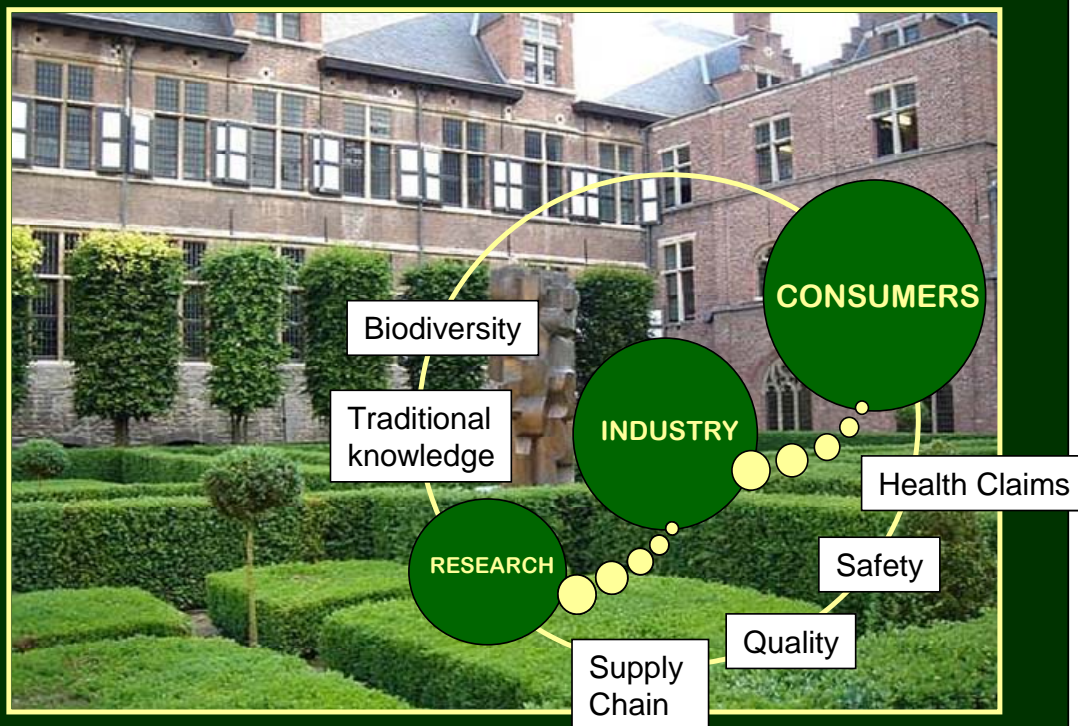 CONSUMERS
Biodiversity
Traditional
knowledge
INDUSTRY
Health Claims
RESEARCH
Safety
Quality
Supply
Chain